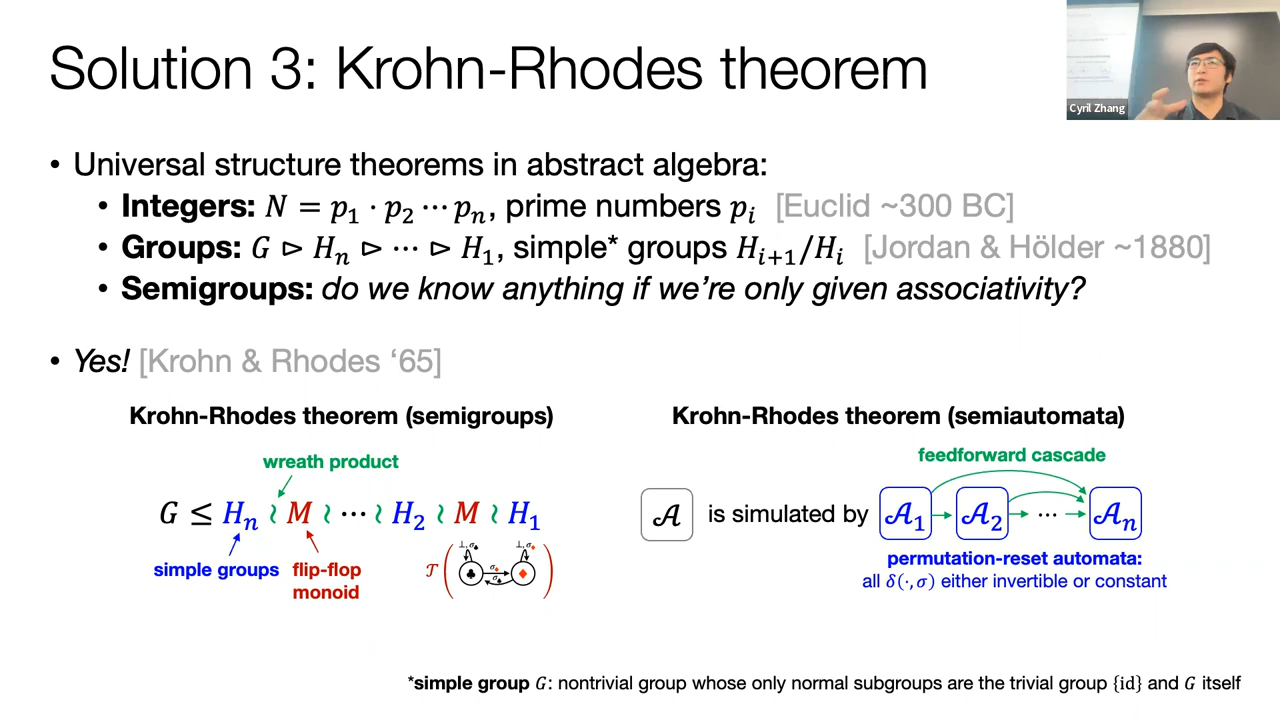 Solution 3: Krohn-Rhodes theorem
Cyril Zhang
• Universal structure theorems in abstract algebra:
• Integers: N = p₁ · p₂ ⋯ pₙ, prime numbers pᵢ [Euclid ~300 BC]
• Groups: G ⊳ Hₙ ⊳ ⋯ ⊳ H₁, simple* groups Hᵢ₊₁/Hᵢ [Jordan & Hölder ~1880]
• Semigroups: do we know anything if we're only given associativity?
• Yes! [Krohn & Rhodes ‘65]
Krohn-Rhodes theorem (semigroups)
wreath product
G ≤ Hₙ ≀ M ≀ ⋯ ≀ H₂ ≀ M ≀ H₁
simple groups
flip-flop
monoid
𝒯 ( ⊥, σ♣ ♣ σ♦ σ♣ ♦ ⊥, σ♦ )
Krohn-Rhodes theorem (semiautomata)
feedforward cascade
𝒜 is simulated by 𝒜₁ 𝒜₂ ⋯ 𝒜ₙ
permutation-reset automata:
all δ(·, σ) either invertible or constant
*simple group G: nontrivial group whose only normal subgroups are the trivial group {id} and G itself